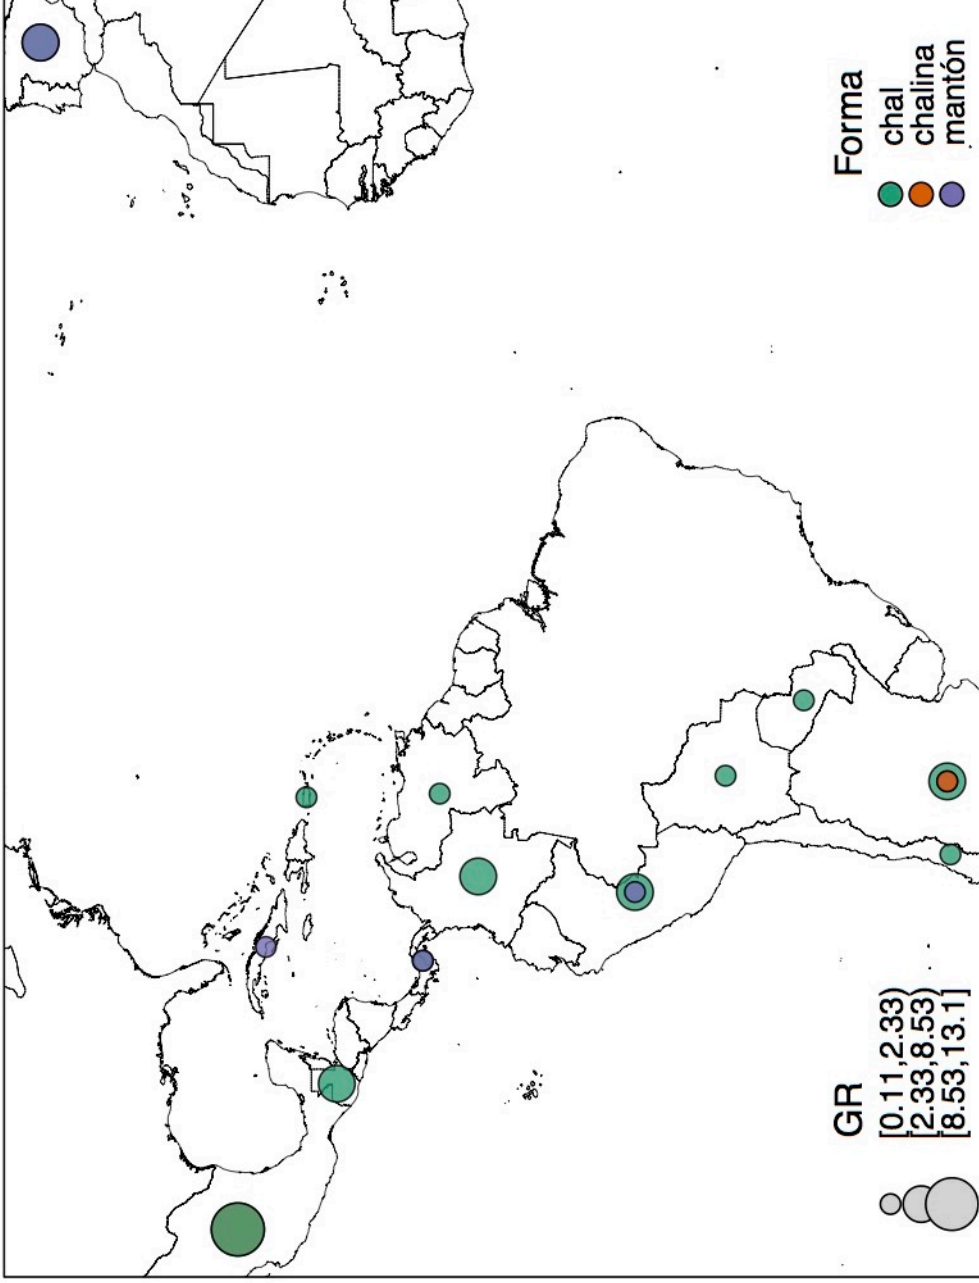 GR
[0.11,2.33)
[2.33,8.53)
[8.53,13.1]
Forma
chal
chalina
mantón